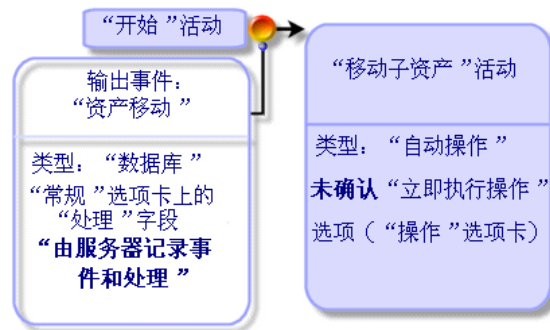 “开始”活动
输出事件：
“资产移动”
类型：“数据库”
“常规”选项卡上的
“处理”字段
“由服务器记录事
件和处理”
“移动子资产”活动
类型：“自动操作”
未确认“立即执行操作”
选项（“操作”选项卡）